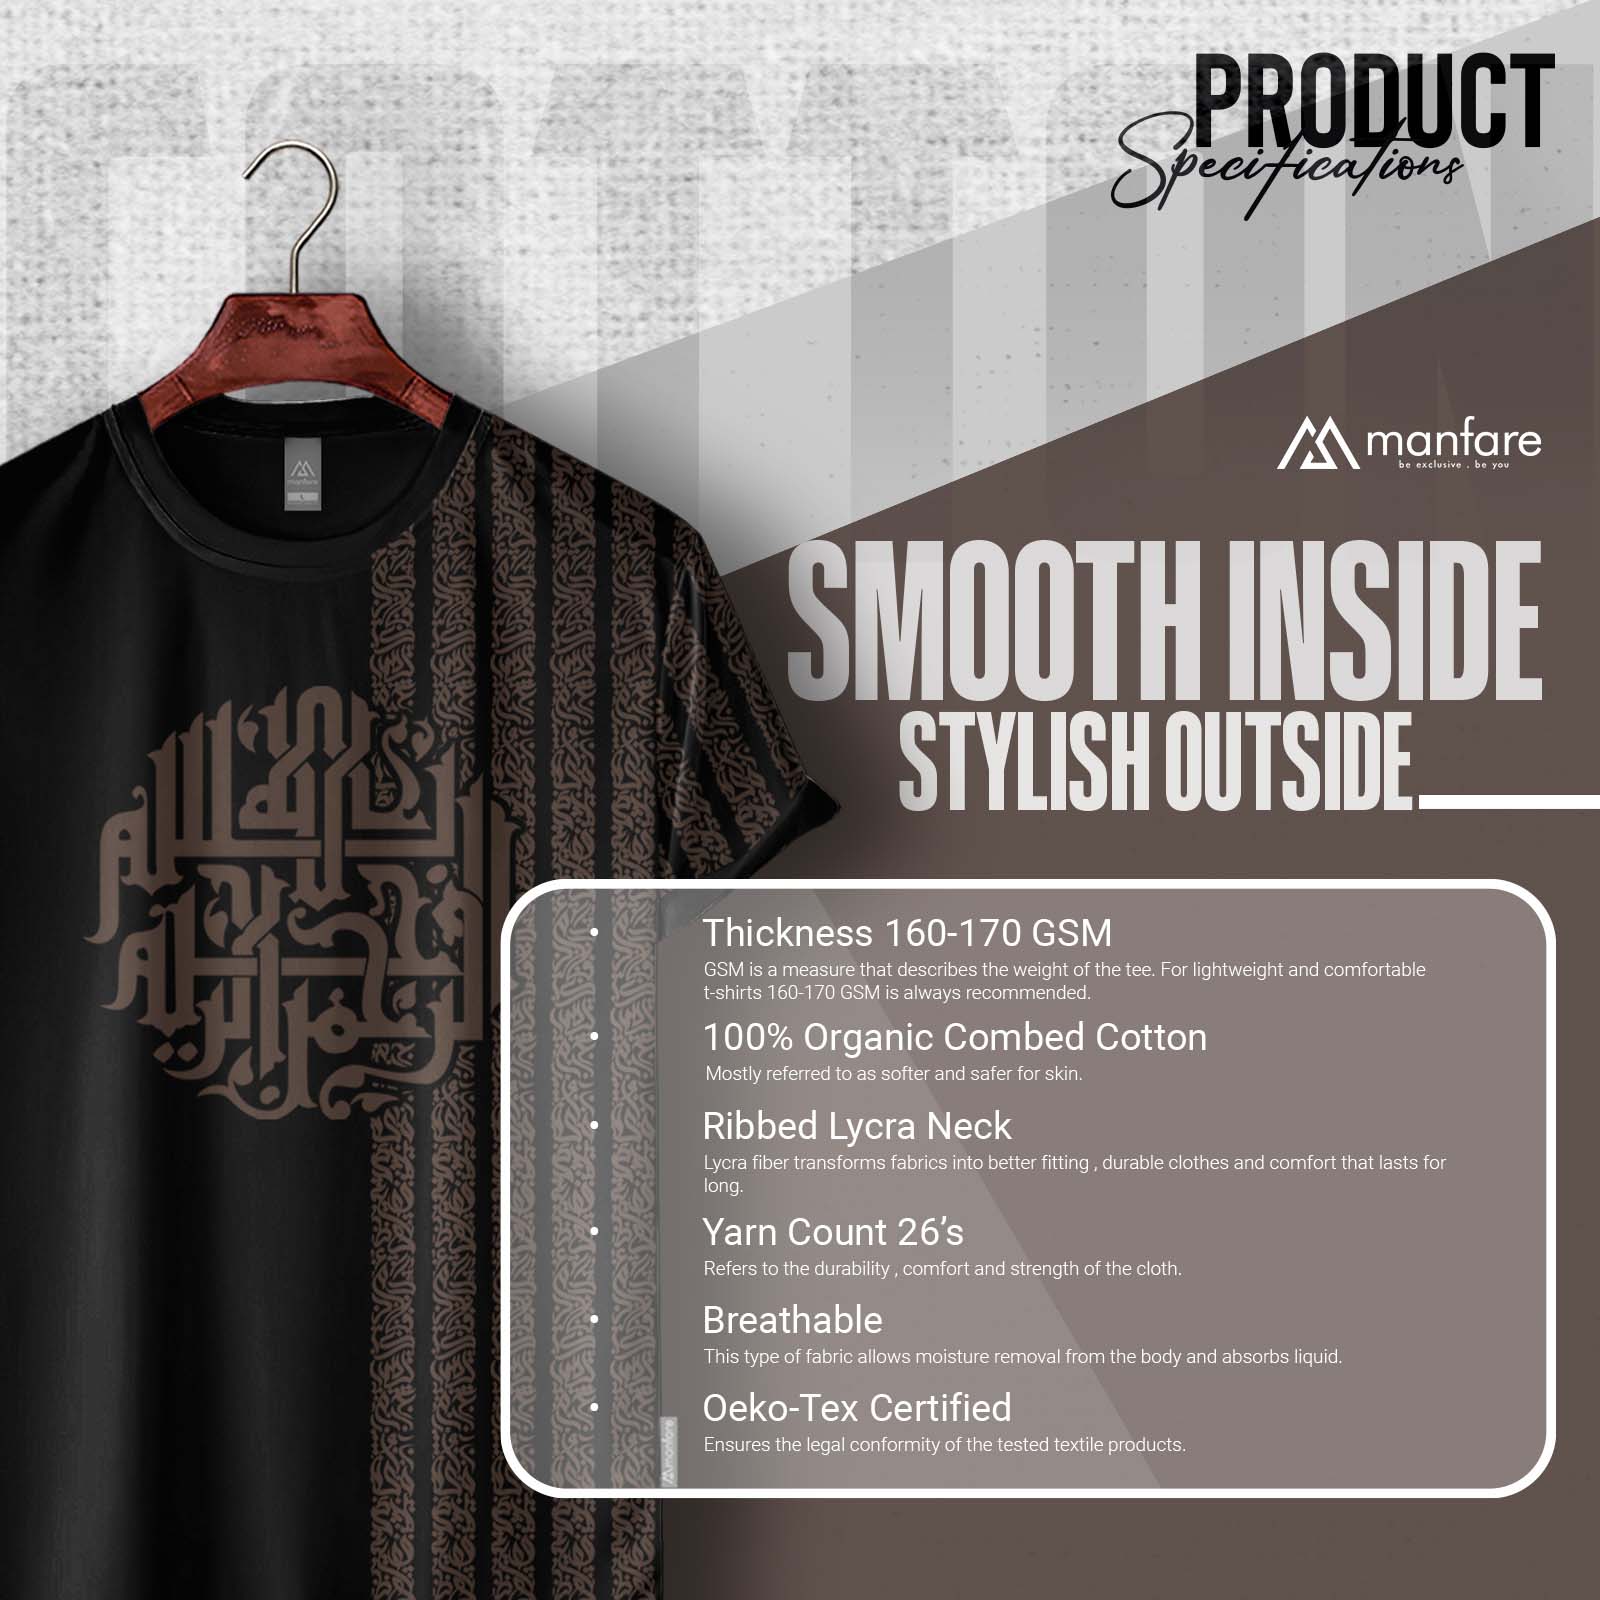 PRODUCT
Specifications
manfare
be exclusive . be you
manfare
L
SMOOTH INSIDE
STYLISH OUTSIDE
• Thickness 160-170 GSM
GSM is a measure that describes the weight of the tee. For lightweight and comfortable
t-shirts 160-170 GSM is always recommended.
• 100% Organic Combed Cotton
Mostly referred to as softer and safer for skin.
• Ribbed Lycra Neck
Lycra fiber transforms fabrics into better fitting , durable clothes and comfort that lasts for
long.
• Yarn Count 26’s
Refers to the durability , comfort and strength of the cloth.
• Breathable
This type of fabric allows moisture removal from the body and absorbs liquid.
• Oeko-Tex Certified
Ensures the legal conformity of the tested textile products.
manfare